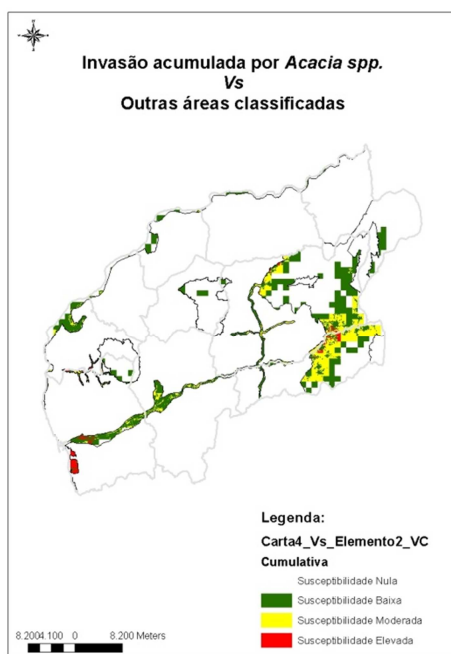 Invasão acumulada por Acacia spp.
Vs
Outras áreas classificadas
Legenda:
Carta4_Vs_Elemento2_VC
Cumulativa
Susceptibilidade Nula
Susceptibilidade Baixa
Susceptibilidade Moderada
Susceptibilidade Elevada
8.2004.100 0 8.200 Meters